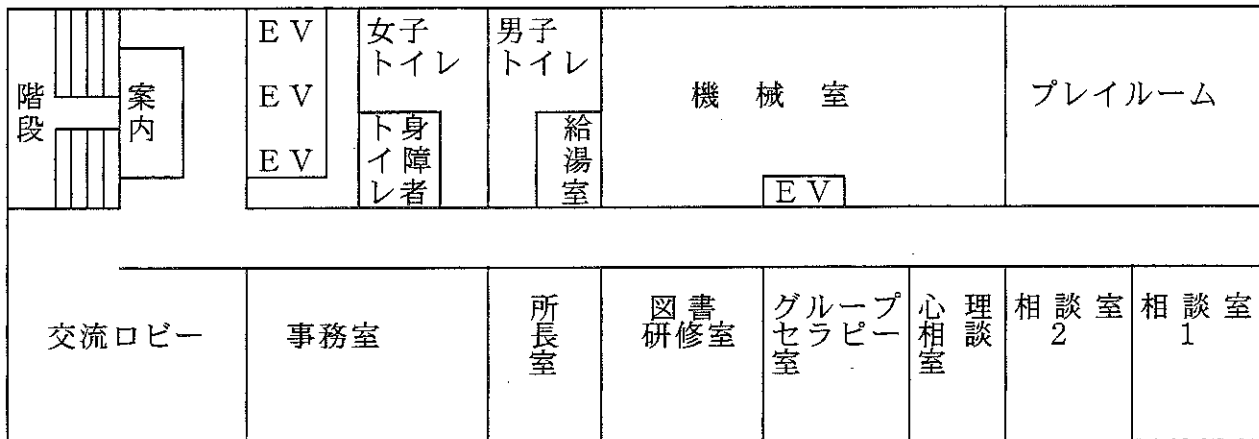 階段
案内
ＥＶ
ＥＶ
ＥＶ
女子
トイレ
身障者
トイレ
男子
トイレ
給湯室
機械室
ＥＶ
プレイルーム
交流ロビー
事務室
所長室
図書
研修室
グループ
セラピー
室
心理
相談
室
相談室
2
相談室
1